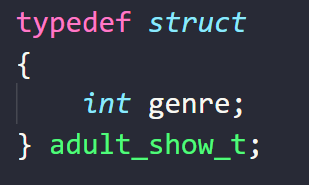 typedef struct
{
    int genre;
} adult_show_t;